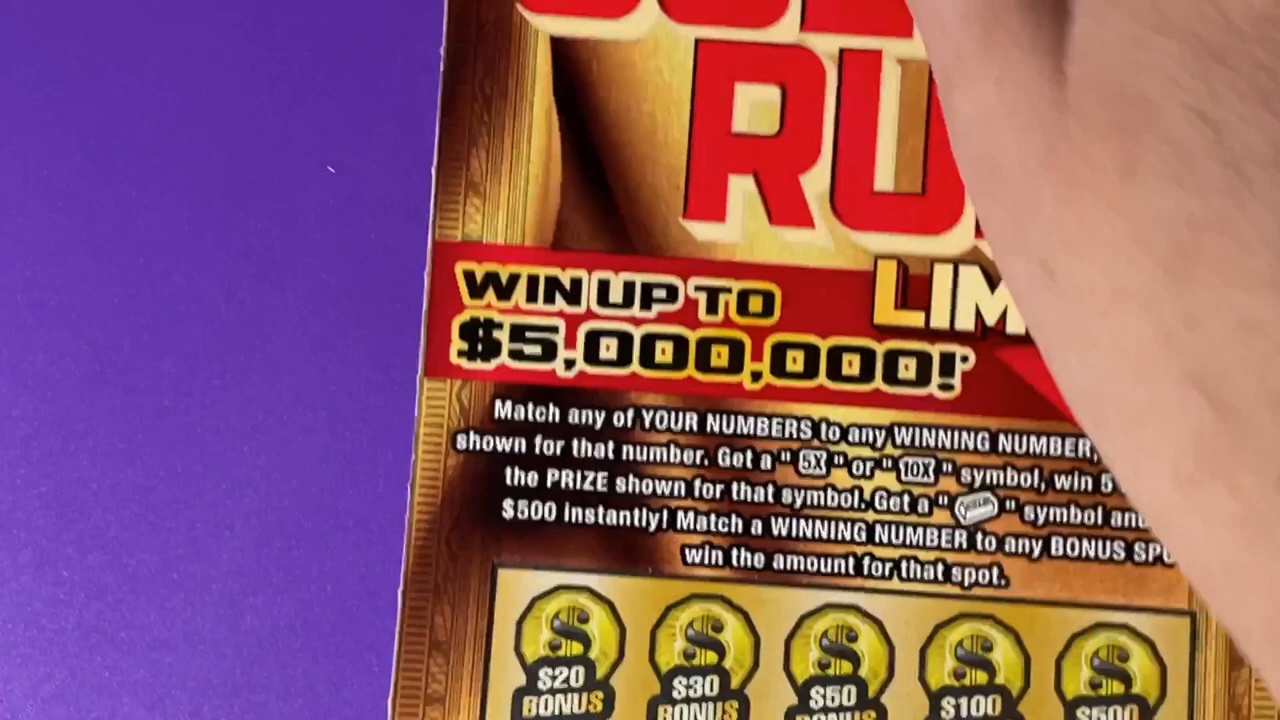 RU
WIN UP TO
LIM
$5,000,000!*
Match any of YOUR NUMBERS to any WINNING NUMBER,
shown for that number. Get a " 5X " or " 10X " symbol, win 5
the PRIZE shown for that symbol. Get a " " symbol and
$500 instantly! Match a WINNING NUMBER to any BONUS SPO
win the amount for that spot.
$20 BONUS
$30 BONUS
$50 BONUS
$100
$500